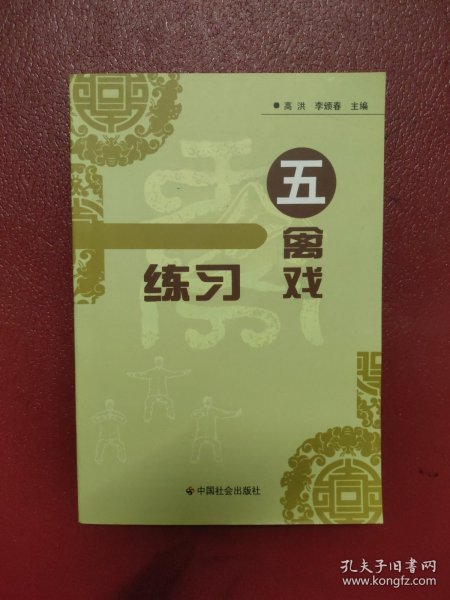 高洪 李颂春 主编
五禽戏
练习
中国社会出版社
孔夫子旧书网
www.kongfz.com